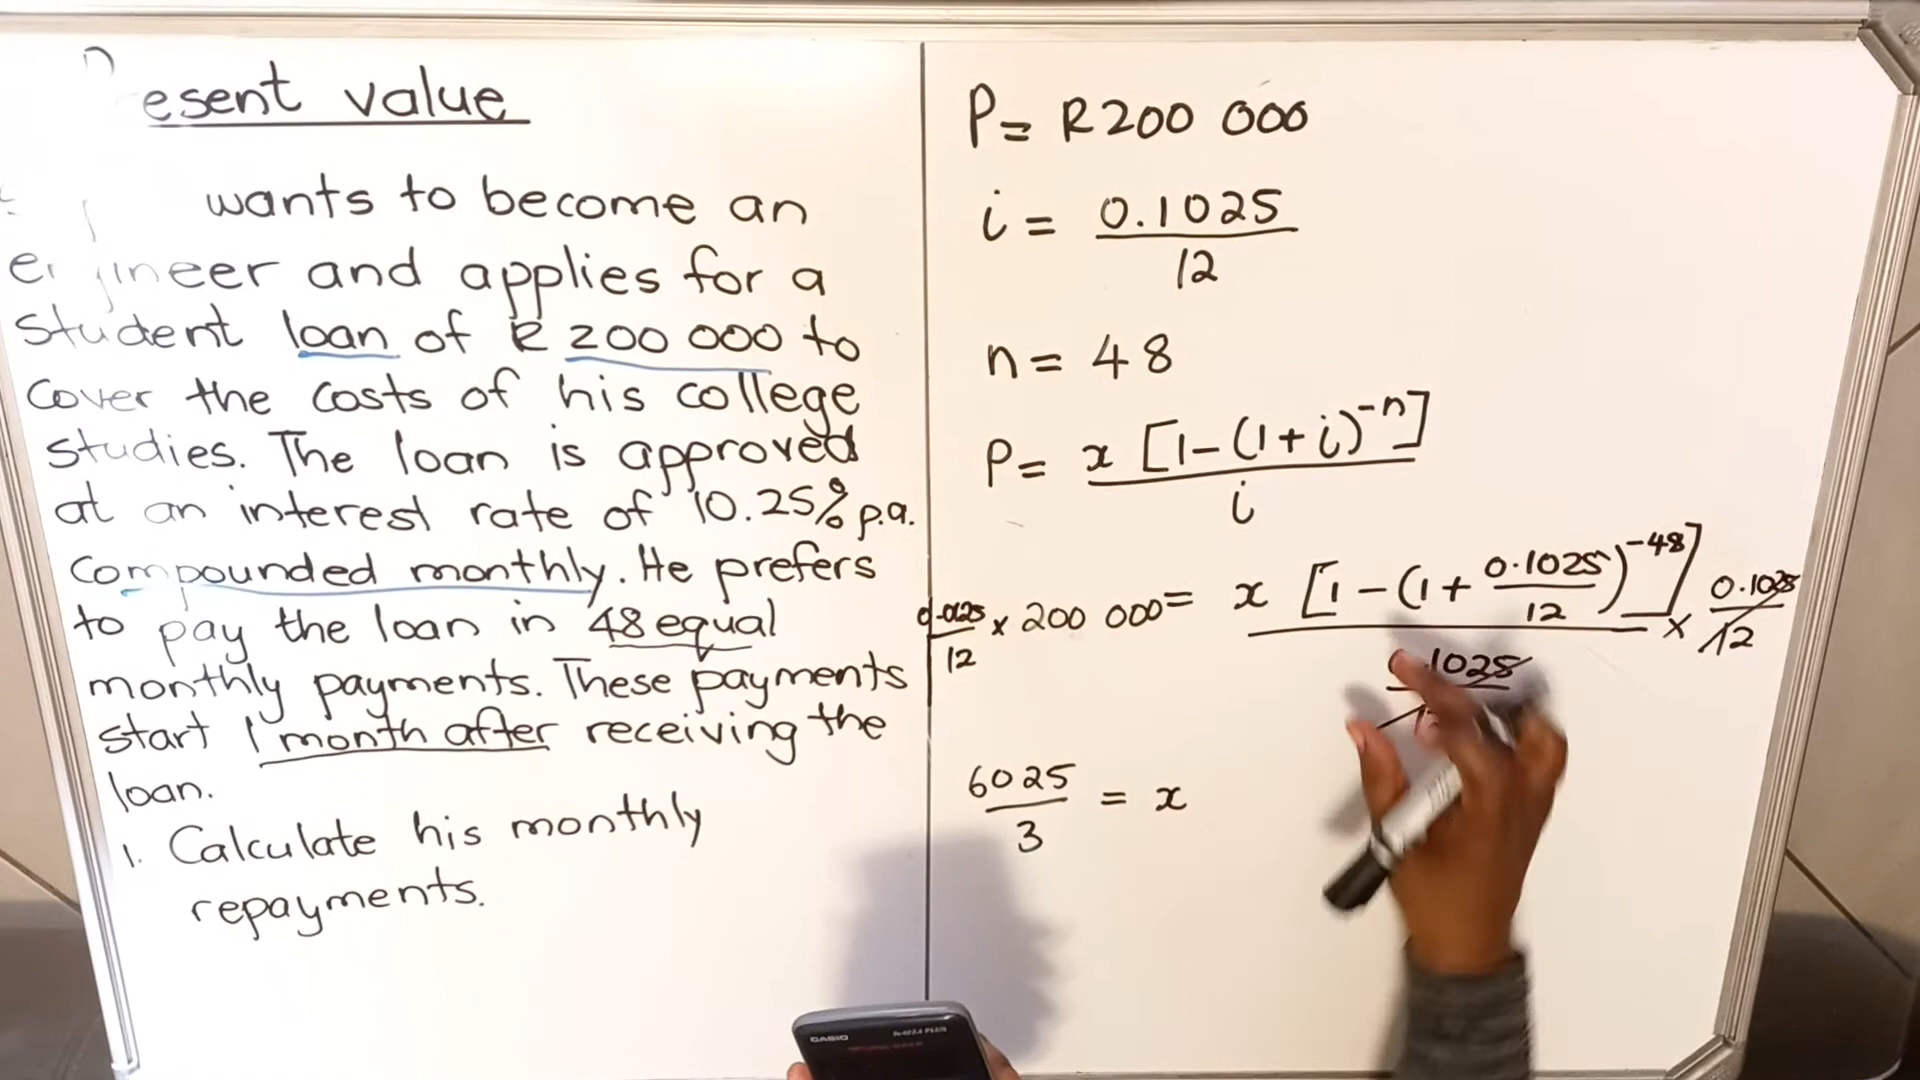 esent value
wants to become an
engineer and applies for a
student loan of R 200 000 to
cover the costs of his college
studies. The loan is approved
at an interest rate of 10.25% p.a.
compounded monthly. He prefers
to pay the loan in 48 equal
monthly payments. These payments
start 1 month after receiving the
loan.
1. Calculate his monthly
repayments.
P = R200 000
i = 0.1025
12
n = 48
P = x [1-(1+i)^-n]
i
0.1025/12 × 200 000 = x [1-(1+0.1025/12)^-48] × 0.1025/12
.1025
6025
3
= x
CASIO